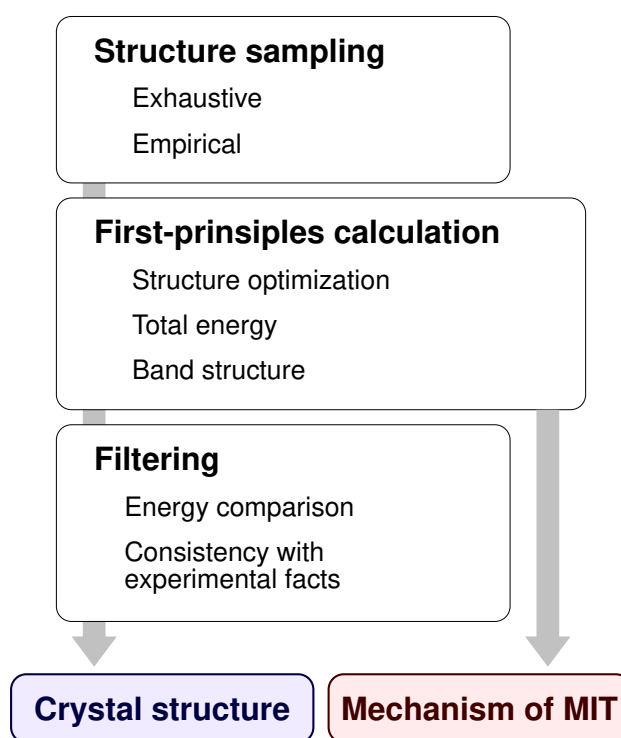 Structure sampling
Exhaustive
Empirical
First-prinsiples calculation
Structure optimization
Total energy
Band structure
Filtering
Energy comparison
Consistency with
experimental facts
Crystal structure
Mechanism of MIT